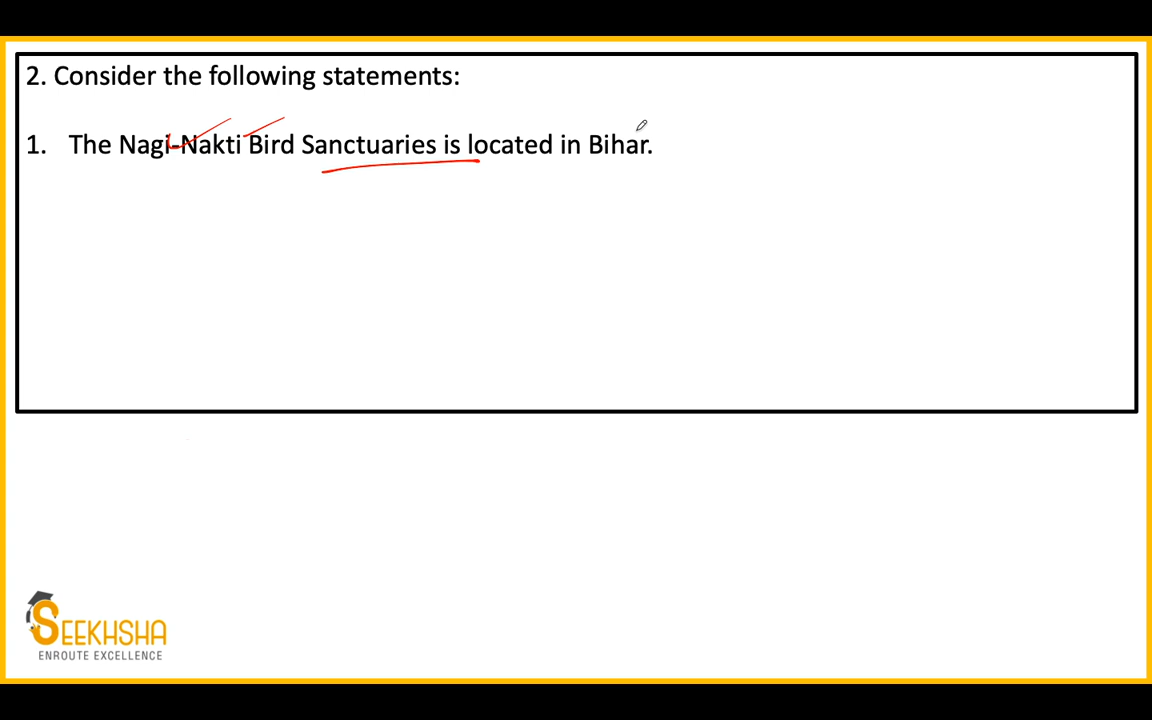 2. Consider the following statements:
1. The Nagi-Nakti Bird Sanctuaries is located in Bihar.
SEEKHSHA
ENROUTE EXCELLENCE